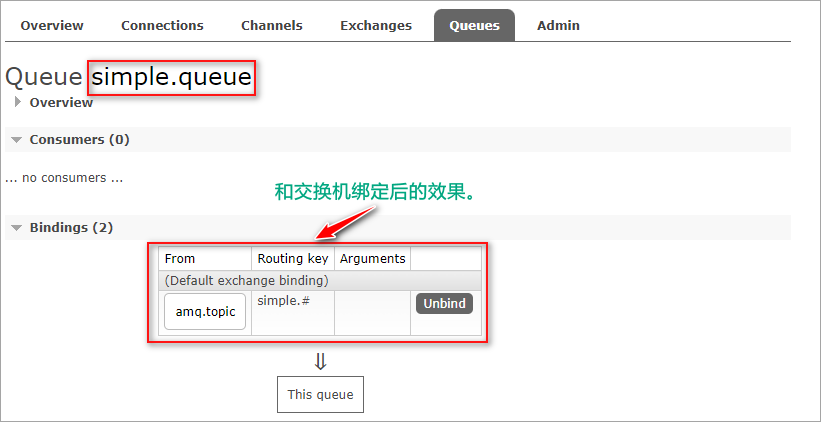 Overview Connections Channels Exchanges Queues Admin
Queue simple.queue
Overview
Consumers (0)
... no consumers ...
和交换机绑定后的效果。
Bindings (2)
From Routing key Arguments
(Default exchange binding)
amq.topic simple.# Unbind
⇓
This queue